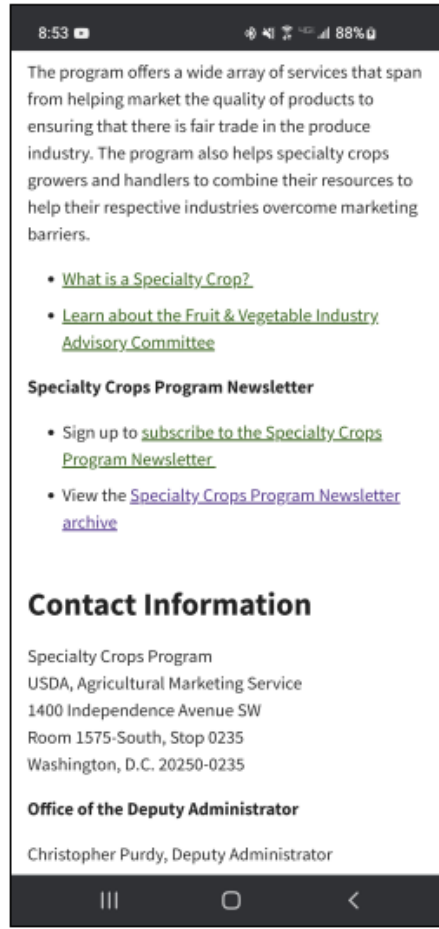 8:53 88%
The program offers a wide array of services that span
from helping market the quality of products to
ensuring that there is fair trade in the produce
industry. The program also helps specialty crops
growers and handlers to combine their resources to
help their respective industries overcome marketing
barriers.
• What is a Specialty Crop?
• Learn about the Fruit & Vegetable Industry
Advisory Committee
Specialty Crops Program Newsletter
• Sign up to subscribe to the Specialty Crops
Program Newsletter
• View the Specialty Crops Program Newsletter
archive
Contact Information
Specialty Crops Program
USDA, Agricultural Marketing Service
1400 Independence Avenue SW
Room 1575-South, Stop 0235
Washington, D.C. 20250-0235
Office of the Deputy Administrator
Christopher Purdy, Deputy Administrator